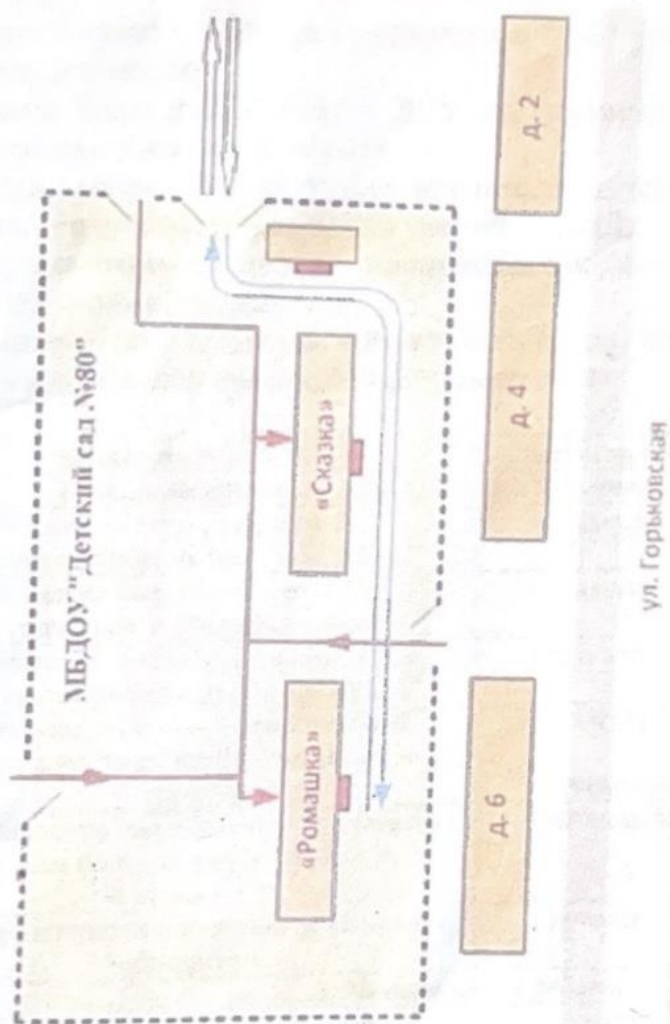 МБДОУ "Детский сад №80"
«Ромашка»
«Сказка»
д. 6
д. 4
д. 2
ул. Горьковская